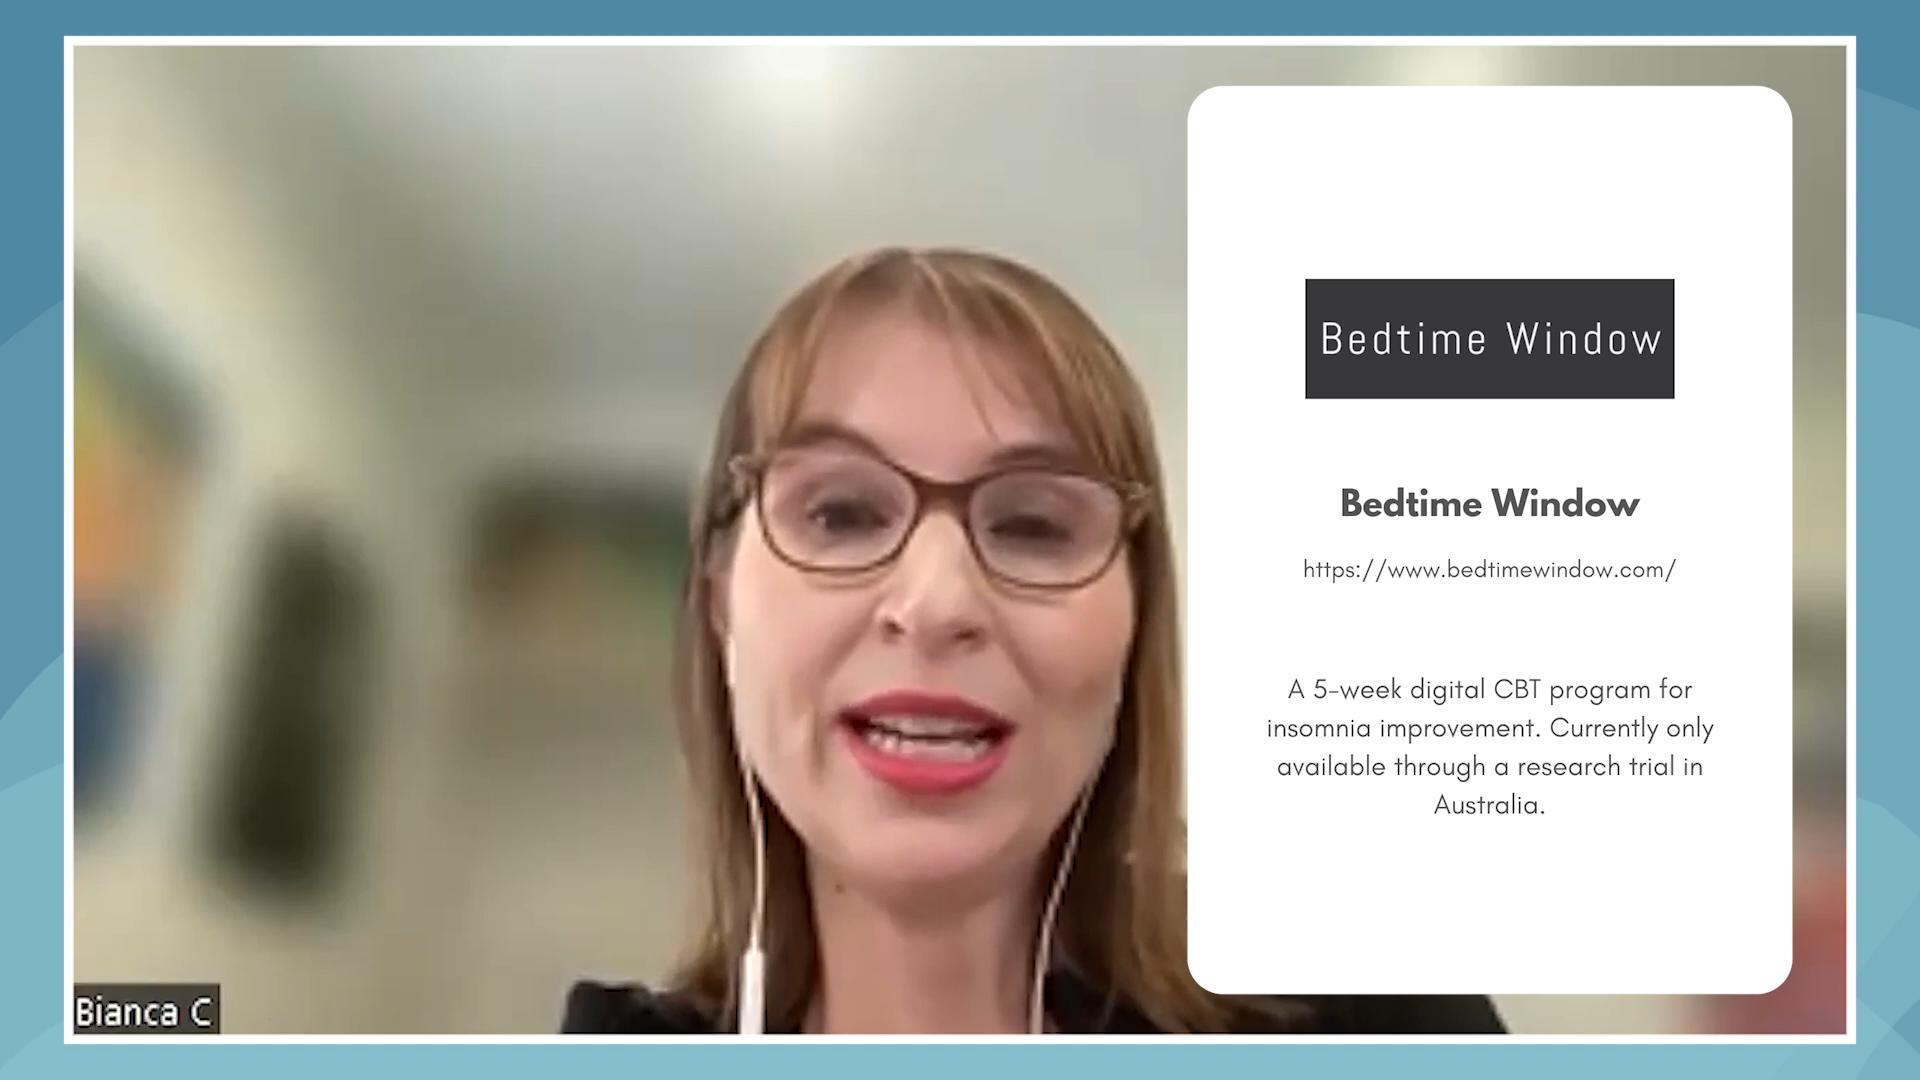 Bedtime Window
Bedtime Window
https://www.bedtimewindow.com/
A 5-week digital CBT program for
insomnia improvement. Currently only
available through a research trial in
Australia.
Bianca C